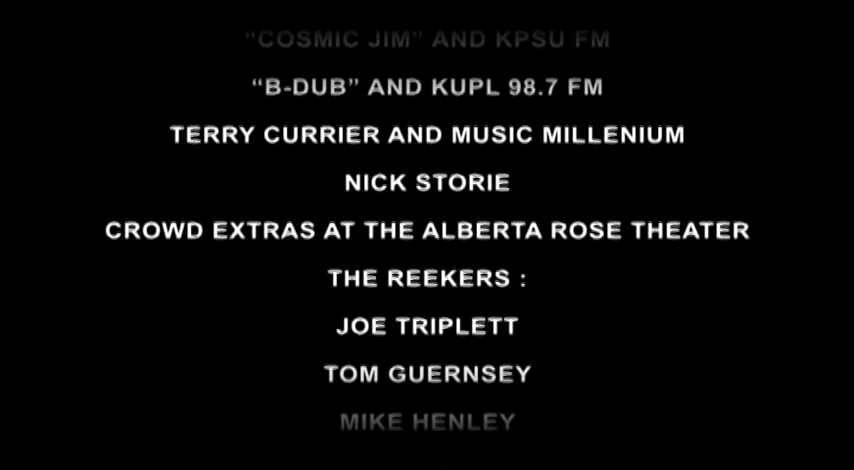 “COSMIC JIM” AND KPSU FM
“B-DUB” AND KUPL 98.7 FM
TERRY CURRIER AND MUSIC MILLENIUM
NICK STORIE
CROWD EXTRAS AT THE ALBERTA ROSE THEATER
THE REEKERS :
JOE TRIPLETT
TOM GUERNSEY
MIKE HENLEY